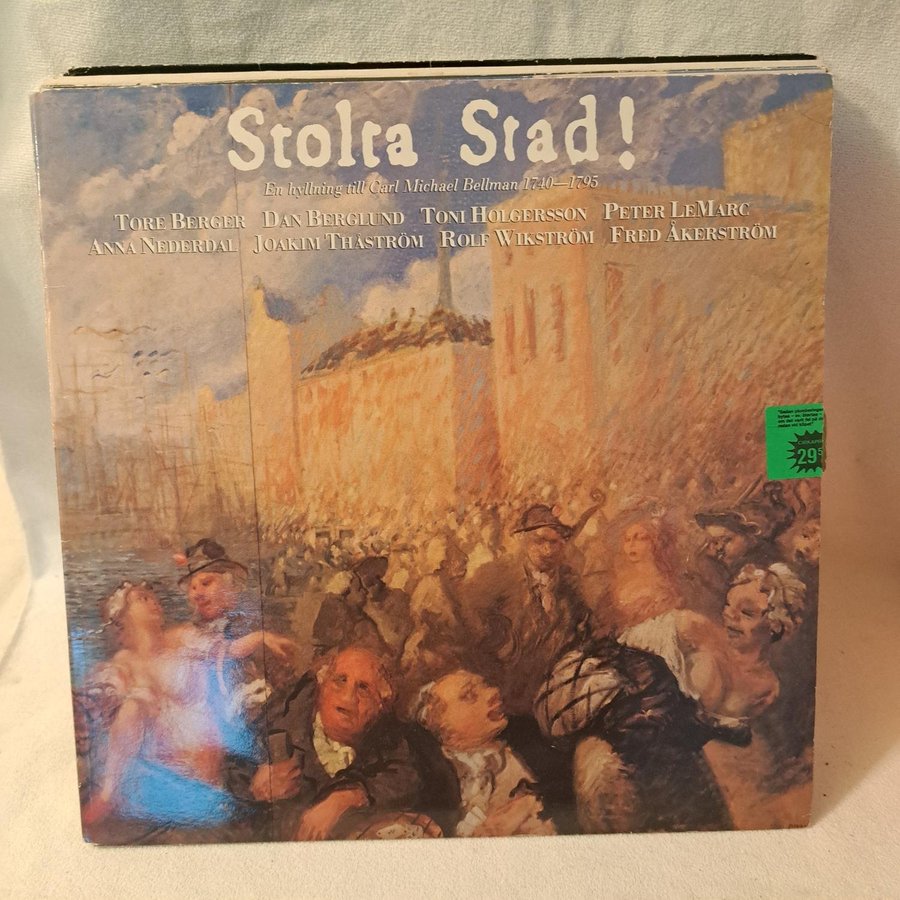 Stolta Stad!
En hyllning till Carl Michael Bellman 1740—1795
TORE BERGER DAN BERGLUND TONI HOLGERSSON PETER LEMARC
ANNA NEDERDAL JOAKIM THÅSTRÖM ROLF WIKSTRÖM FRED ÅKERSTRÖM
29